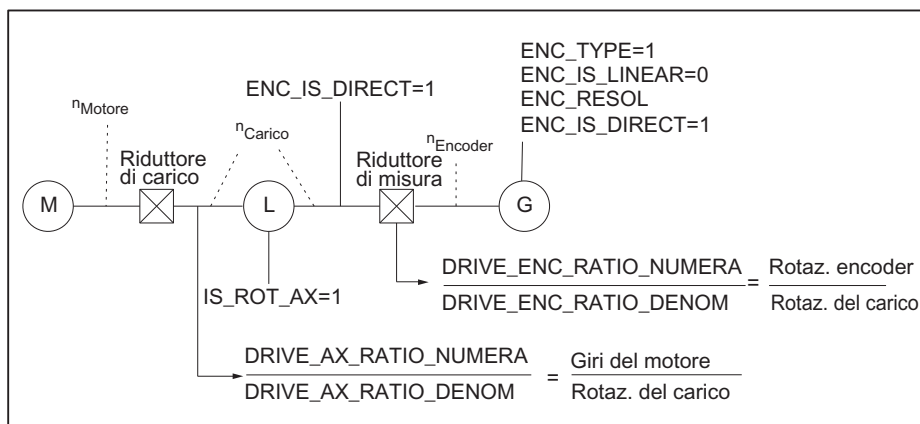 ENC_TYPE=1
ENC_IS_LINEAR=0
ENC_RESOL
ENC_IS_DIRECT=1
ENC_IS_DIRECT=1
nMotore
nCarico
nEncoder
Riduttore
di carico
Riduttore
di misura
M
L
G
IS_ROT_AX=1
DRIVE_ENC_RATIO_NUMERA
DRIVE_ENC_RATIO_DENOM
=
Rotaz. encoder
Rotaz. del carico
DRIVE_AX_RATIO_NUMERA
DRIVE_AX_RATIO_DENOM
=
Giri del motore
Rotaz. del carico